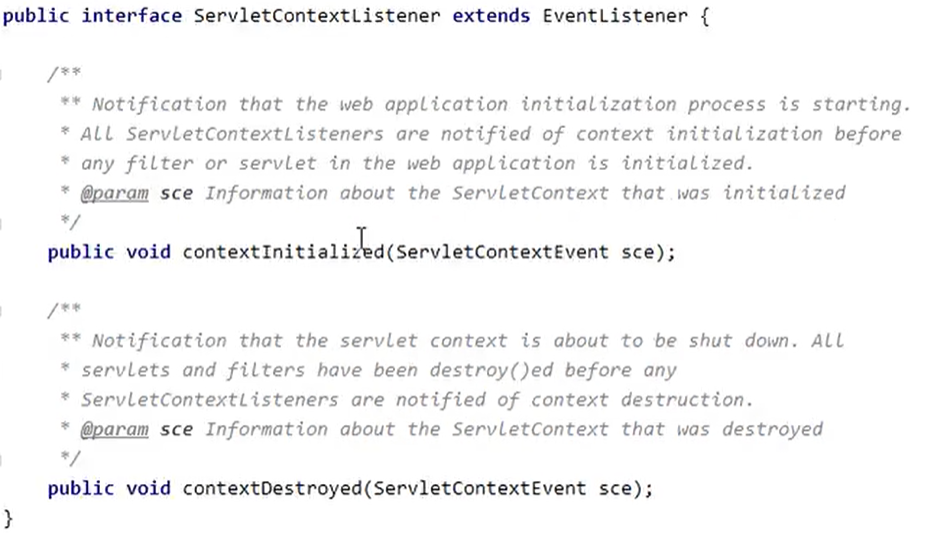 public interface ServletContextListener extends EventListener {
/**
** Notification that the web application initialization process is starting.
* All ServletContextListeners are notified of context initialization before
* any filter or servlet in the web application is initialized.
* @param sce Information about the ServletContext that was initialized
*/
public void contextInitialized(ServletContextEvent sce);
/**
** Notification that the servlet context is about to be shut down. All
* servlets and filters have been destroy()ed before any
* ServletContextListeners are notified of context destruction.
* @param sce Information about the ServletContext that was destroyed
*/
public void contextDestroyed(ServletContextEvent sce);
}